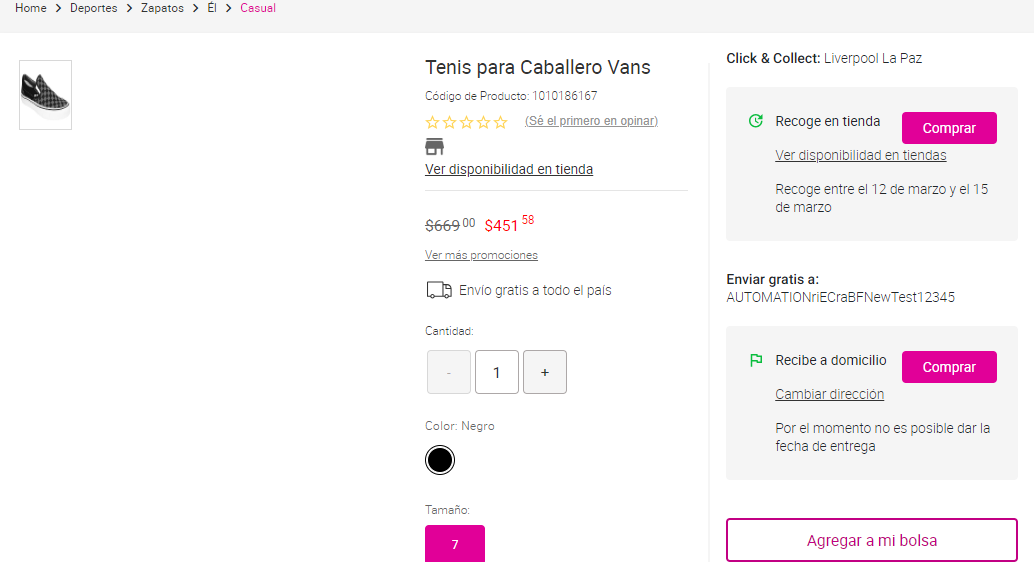 Home > Deportes > Zapatos > Él > Casual
Tenis para Caballero Vans
Código de Producto: 1010186167
(Sé el primero en opinar)
Ver disponibilidad en tienda
$669 00 $451 58
Ver más promociones
Envío gratis a todo el país
Cantidad:
- 1 +
Color: Negro
Tamaño:
7
Click & Collect: Liverpool La Paz
Recoge en tienda
Comprar
Ver disponibilidad en tiendas
Recoge entre el 12 de marzo y el 15
de marzo
Enviar gratis a:
AUTOMATIONriECraBFNewTest12345
Recibe a domicilio
Comprar
Cambiar dirección
Por el momento no es posible dar la
fecha de entrega
Agregar a mi bolsa